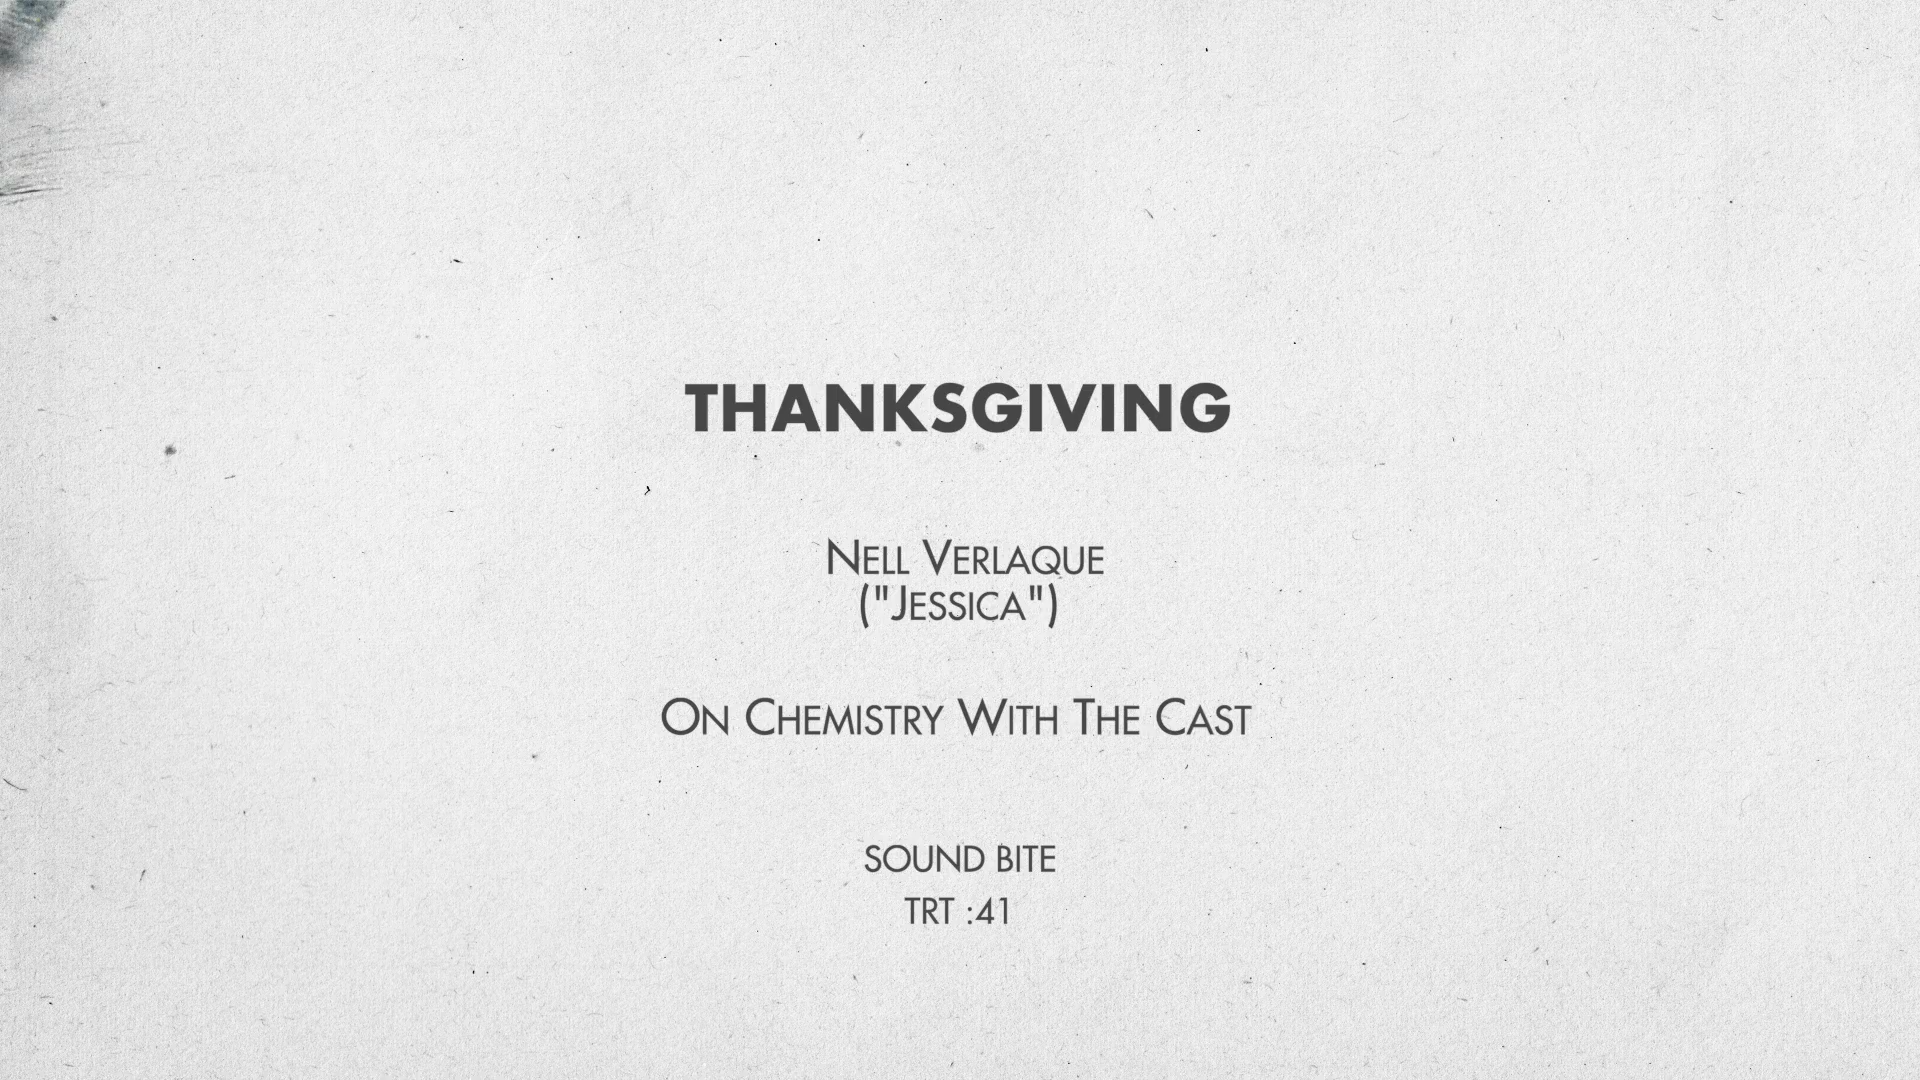 THANKSGIVING
NELL VERLAQUE
("JESSICA")
ON CHEMISTRY WITH THE CAST
SOUND BITE
TRT :41